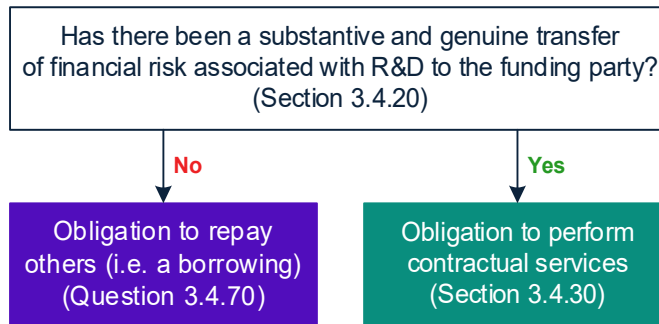 Has there been a substantive and genuine transfer
of financial risk associated with R&D to the funding party?
(Section 3.4.20)
No
Yes
Obligation to repay
others (i.e. a borrowing)
(Question 3.4.70)
Obligation to perform
contractual services
(Section 3.4.30)